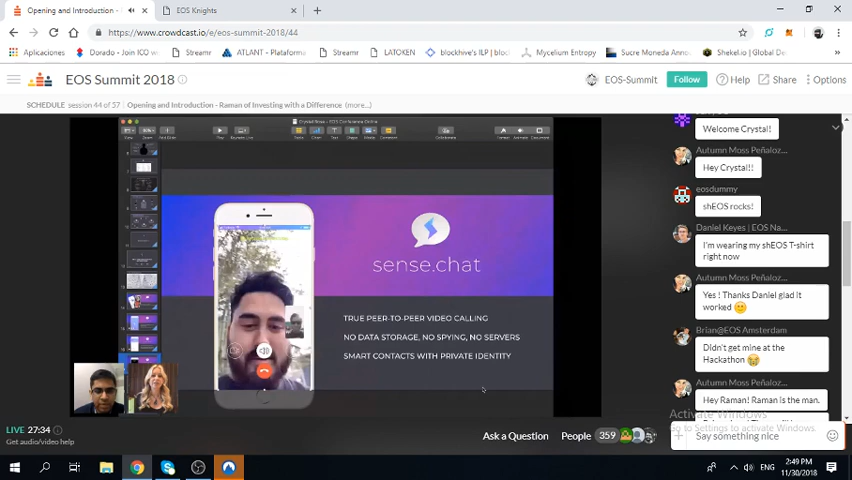 Opening and Introduction - Ra
EOS Knights
https://www.crowdcast.io/e/eos-summit-2018/44
Aplicaciones
Dorado - Join ICO w
Streamr
ATLANT - Plataforma
Streamr
LATOKEN
blockhive's ILP | bloc
Mycelium Entropy
Sucre Moneda Anno
Shekel.io | Global De
EOS Summit 2018
EOS-Summit
Follow
Help
Share
Options
SCHEDULE session 44 of 57 Opening and Introduction - Raman of Investing with a Difference (more...)
sense.chat
TRUE PEER-TO-PEER VIDEO CALLING
NO DATA STORAGE, NO SPYING, NO SERVERS
SMART CONTACTS WITH PRIVATE IDENTITY
Welcome Crystal!
Autumn Moss Peñaloz...
Hey Crystal!!
eosdummy
shEOS rocks!
Daniel Keyes | EOS Na...
I'm wearing my shEOS T-shirt
right now
Autumn Moss Peñaloz...
Yes ! Thanks Daniel glad it
worked
Brian@EOS Amsterdam
Didn't get mine at the
Hackathon
Autumn Moss Peñaloz...
Hey Raman! Raman is the man.
Activate Windows
Go to Settings to activate Windows.
LIVE 27:34
Get audio/video help
Ask a Question
People 359
Say something nice
ENG
2:49 PM
11/30/2018